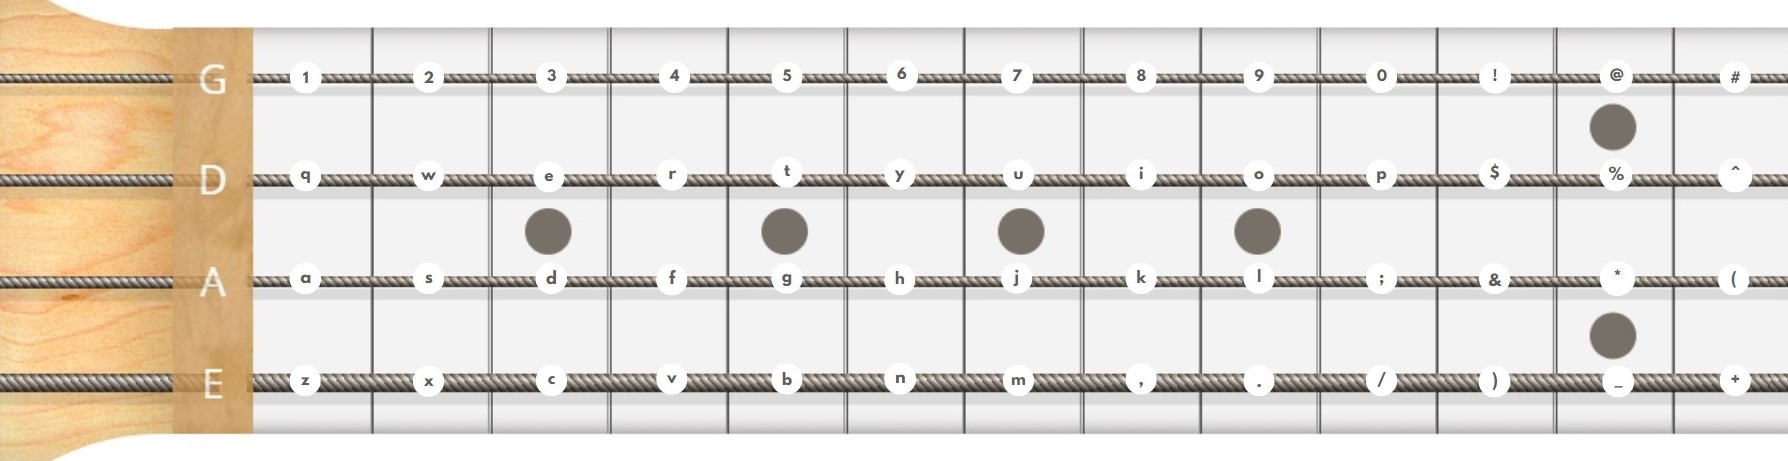 G 1 2 3 4 5 6 7 8 9 0 ! @ #
D q w e r t y u i o p $ % ^
A a s d f g h j k l ; & * (
E z x c v b n m , . / ) _ +